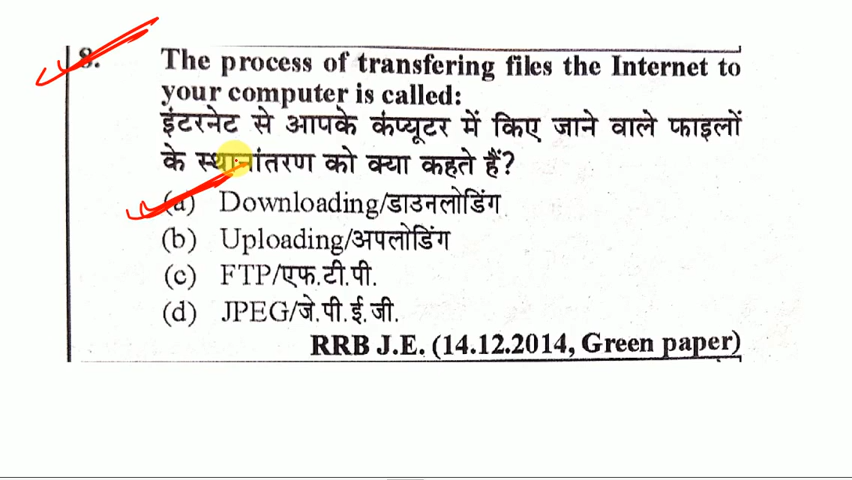 8. The process of transfering files the Internet to
your computer is called:
इंटरनेट से आपके कंप्यूटर में किए जाने वाले फाइलों
के स्थानांतरण को क्या कहते हैं?
(a) Downloading/डाउनलोडिंग
(b) Uploading/अपलोडिंग
(c) FTP/एफ.टी.पी.
(d) JPEG/जे.पी.ई.जी.
RRB J.E. (14.12.2014, Green paper)